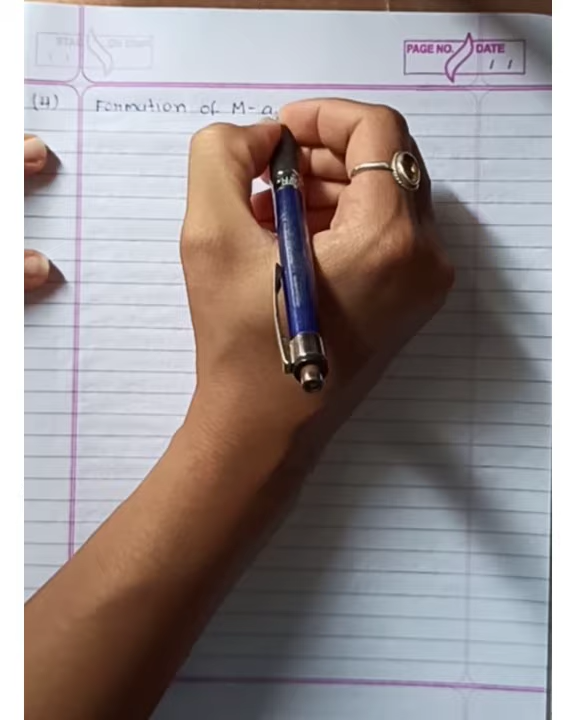 PAGE NO. DATE
/ /
(4) Formation of M-a